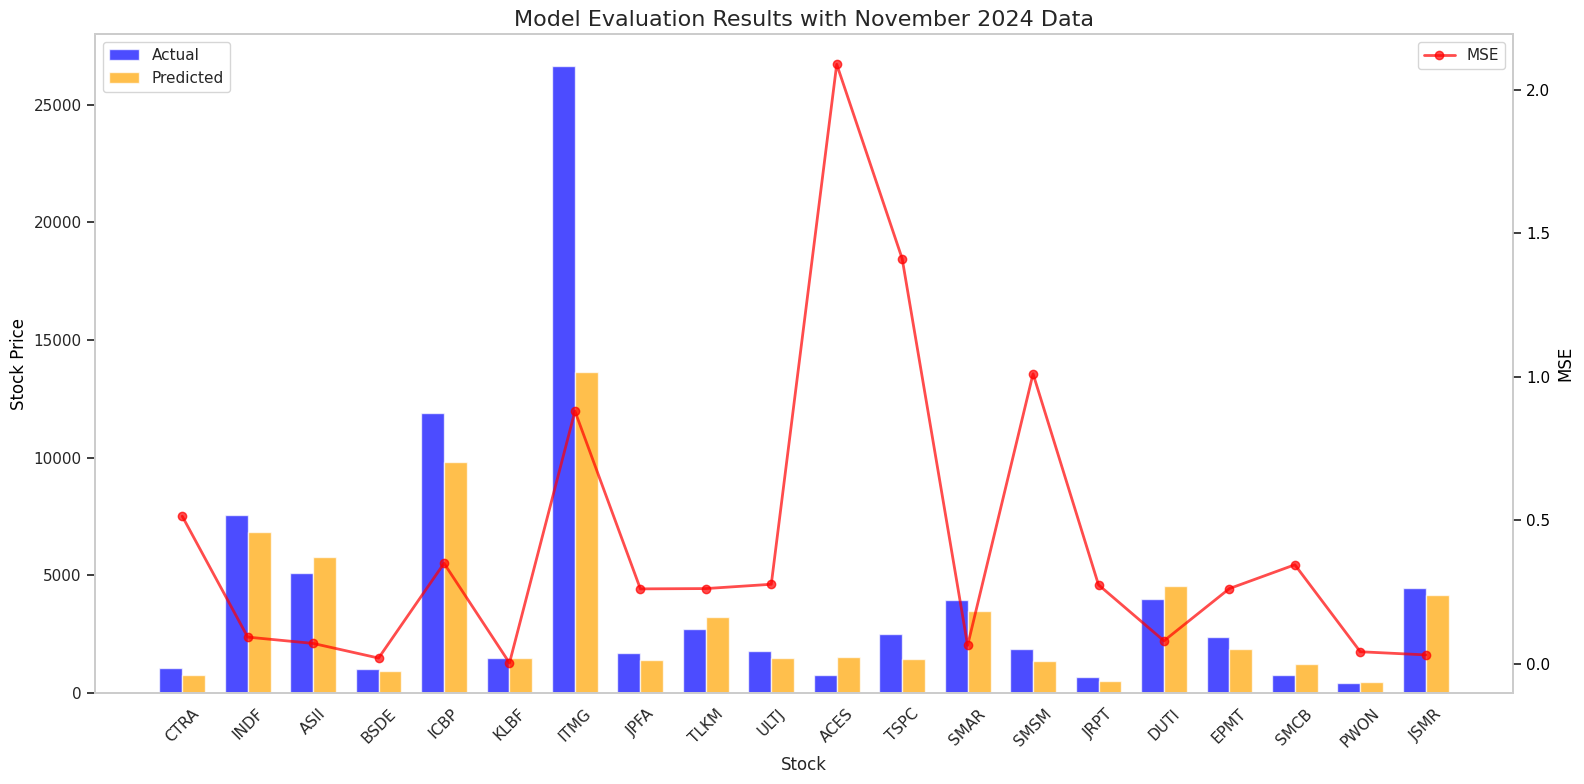 Model Evaluation Results with November 2024 Data
Actual
Predicted
MSE
25000
20000
15000
10000
5000
0
Stock Price
2.0
1.5
1.0
0.5
0.0
MSE
CTRA
INDF
ASII
BSDE
ICBP
KLBF
ITMG
JPFA
TLKM
ULTJ
ACES
TSPC
SMAR
SMSM
JRPT
DUTI
EPMT
SMCB
PWON
JSMR
Stock